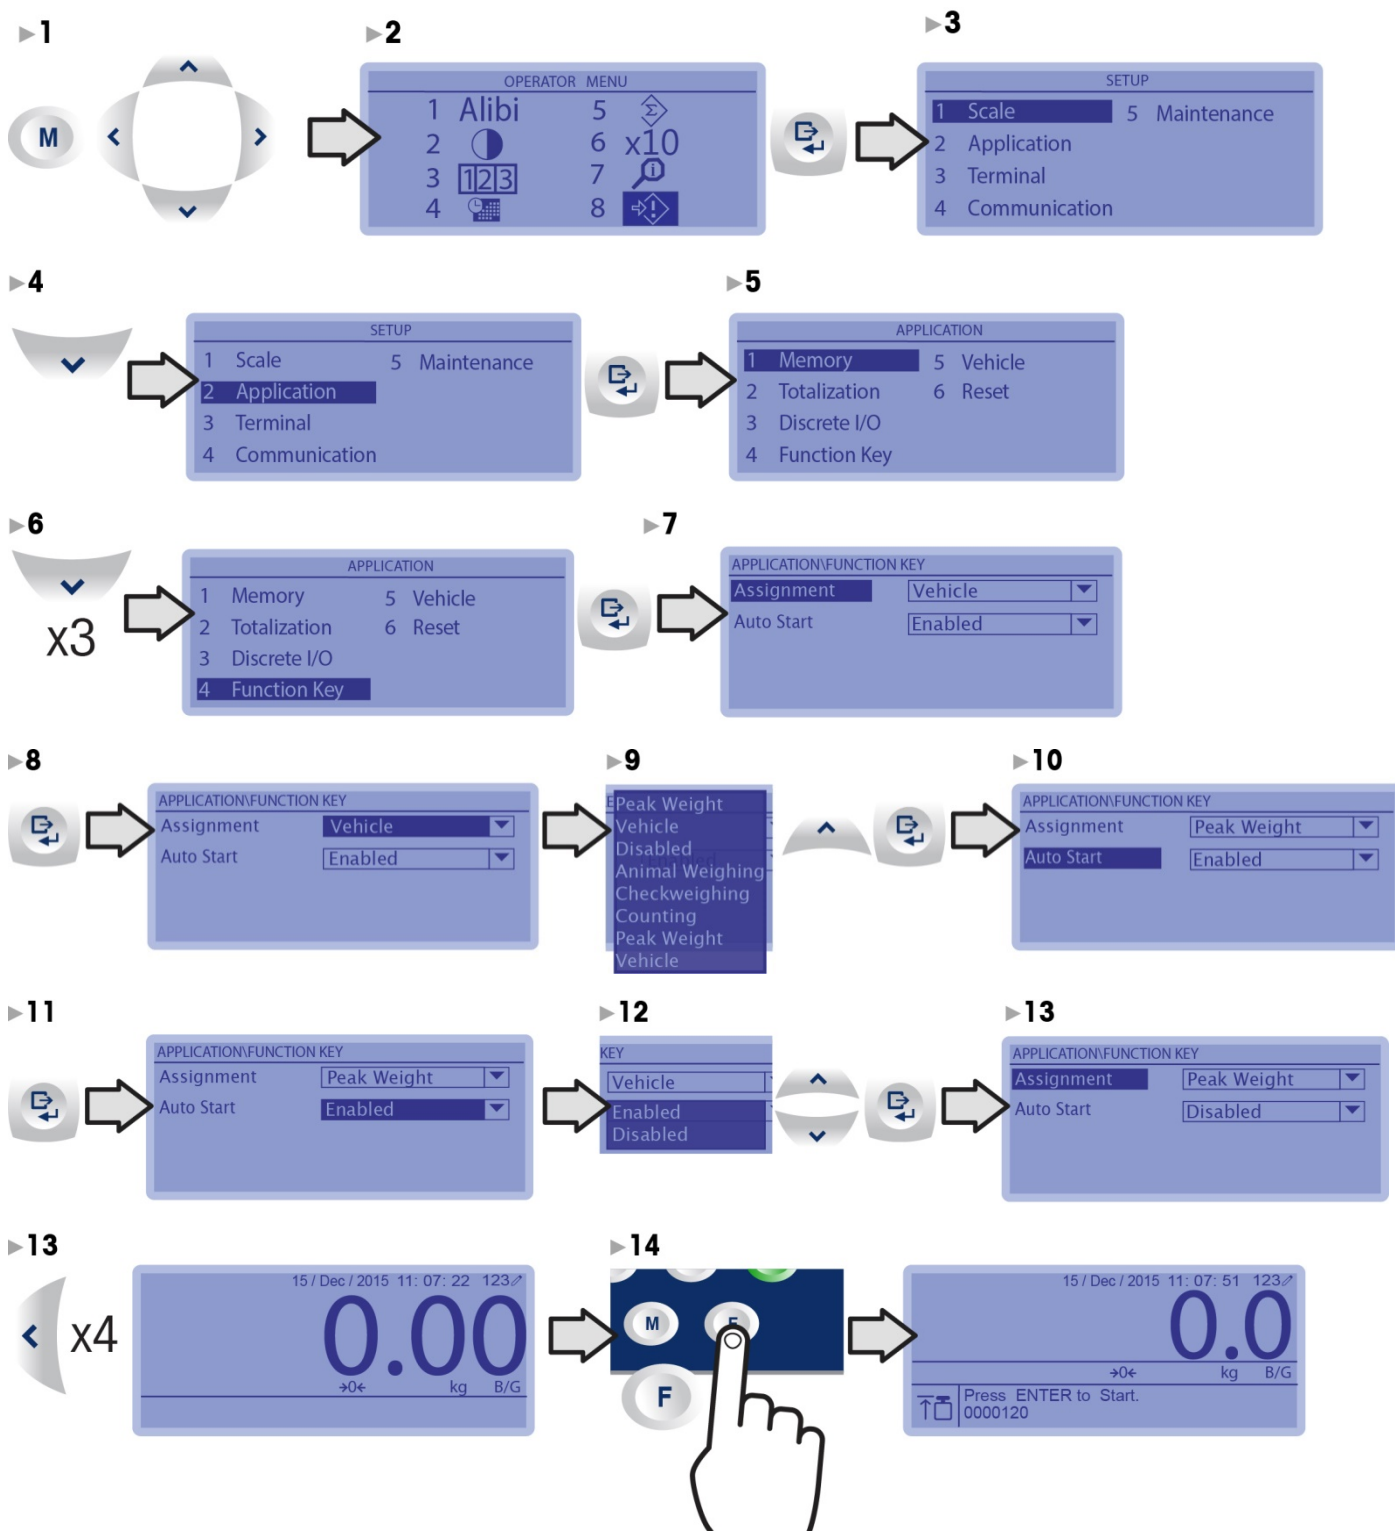 ▶1
▶2
▶3
M
OPERATOR MENU
1 Alibi 5 Σ
2 6 x10
3 123 7 i
4 8 !
SETUP
1 Scale 5 Maintenance
2 Application
3 Terminal
4 Communication
▶4
▶5
SETUP
1 Scale 5 Maintenance
2 Application
3 Terminal
4 Communication
APPLICATION
1 Memory 5 Vehicle
2 Totalization 6 Reset
3 Discrete I/O
4 Function Key
▶6
▶7
x3
APPLICATION
1 Memory 5 Vehicle
2 Totalization 6 Reset
3 Discrete I/O
4 Function Key
APPLICATION\FUNCTION KEY
Assignment Vehicle
Auto Start Enabled
▶8
▶9
▶10
APPLICATION\FUNCTION KEY
Assignment Vehicle
Auto Start Enabled
Peak Weight
Vehicle
Disabled
Animal Weighing
Checkweighing
Counting
Peak Weight
Vehicle
APPLICATION\FUNCTION KEY
Assignment Peak Weight
Auto Start Enabled
▶11
▶12
▶13
APPLICATION\FUNCTION KEY
Assignment Peak Weight
Auto Start Enabled
KEY
Vehicle
Enabled
Disabled
APPLICATION\FUNCTION KEY
Assignment Peak Weight
Auto Start Disabled
▶13
▶14
x4
15 / Dec / 2015 11: 07: 22 123
0.00
→0← kg B/G
M F
F
15 / Dec / 2015 11: 07: 51 123
0.0
→0← kg B/G
Press ENTER to Start.
0000120